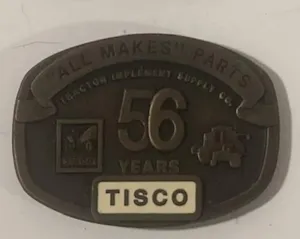 "ALL MAKES" PARTS
TRACTOR IMPLEMENT SUPPLY CO.
56
YEARS
TISCO